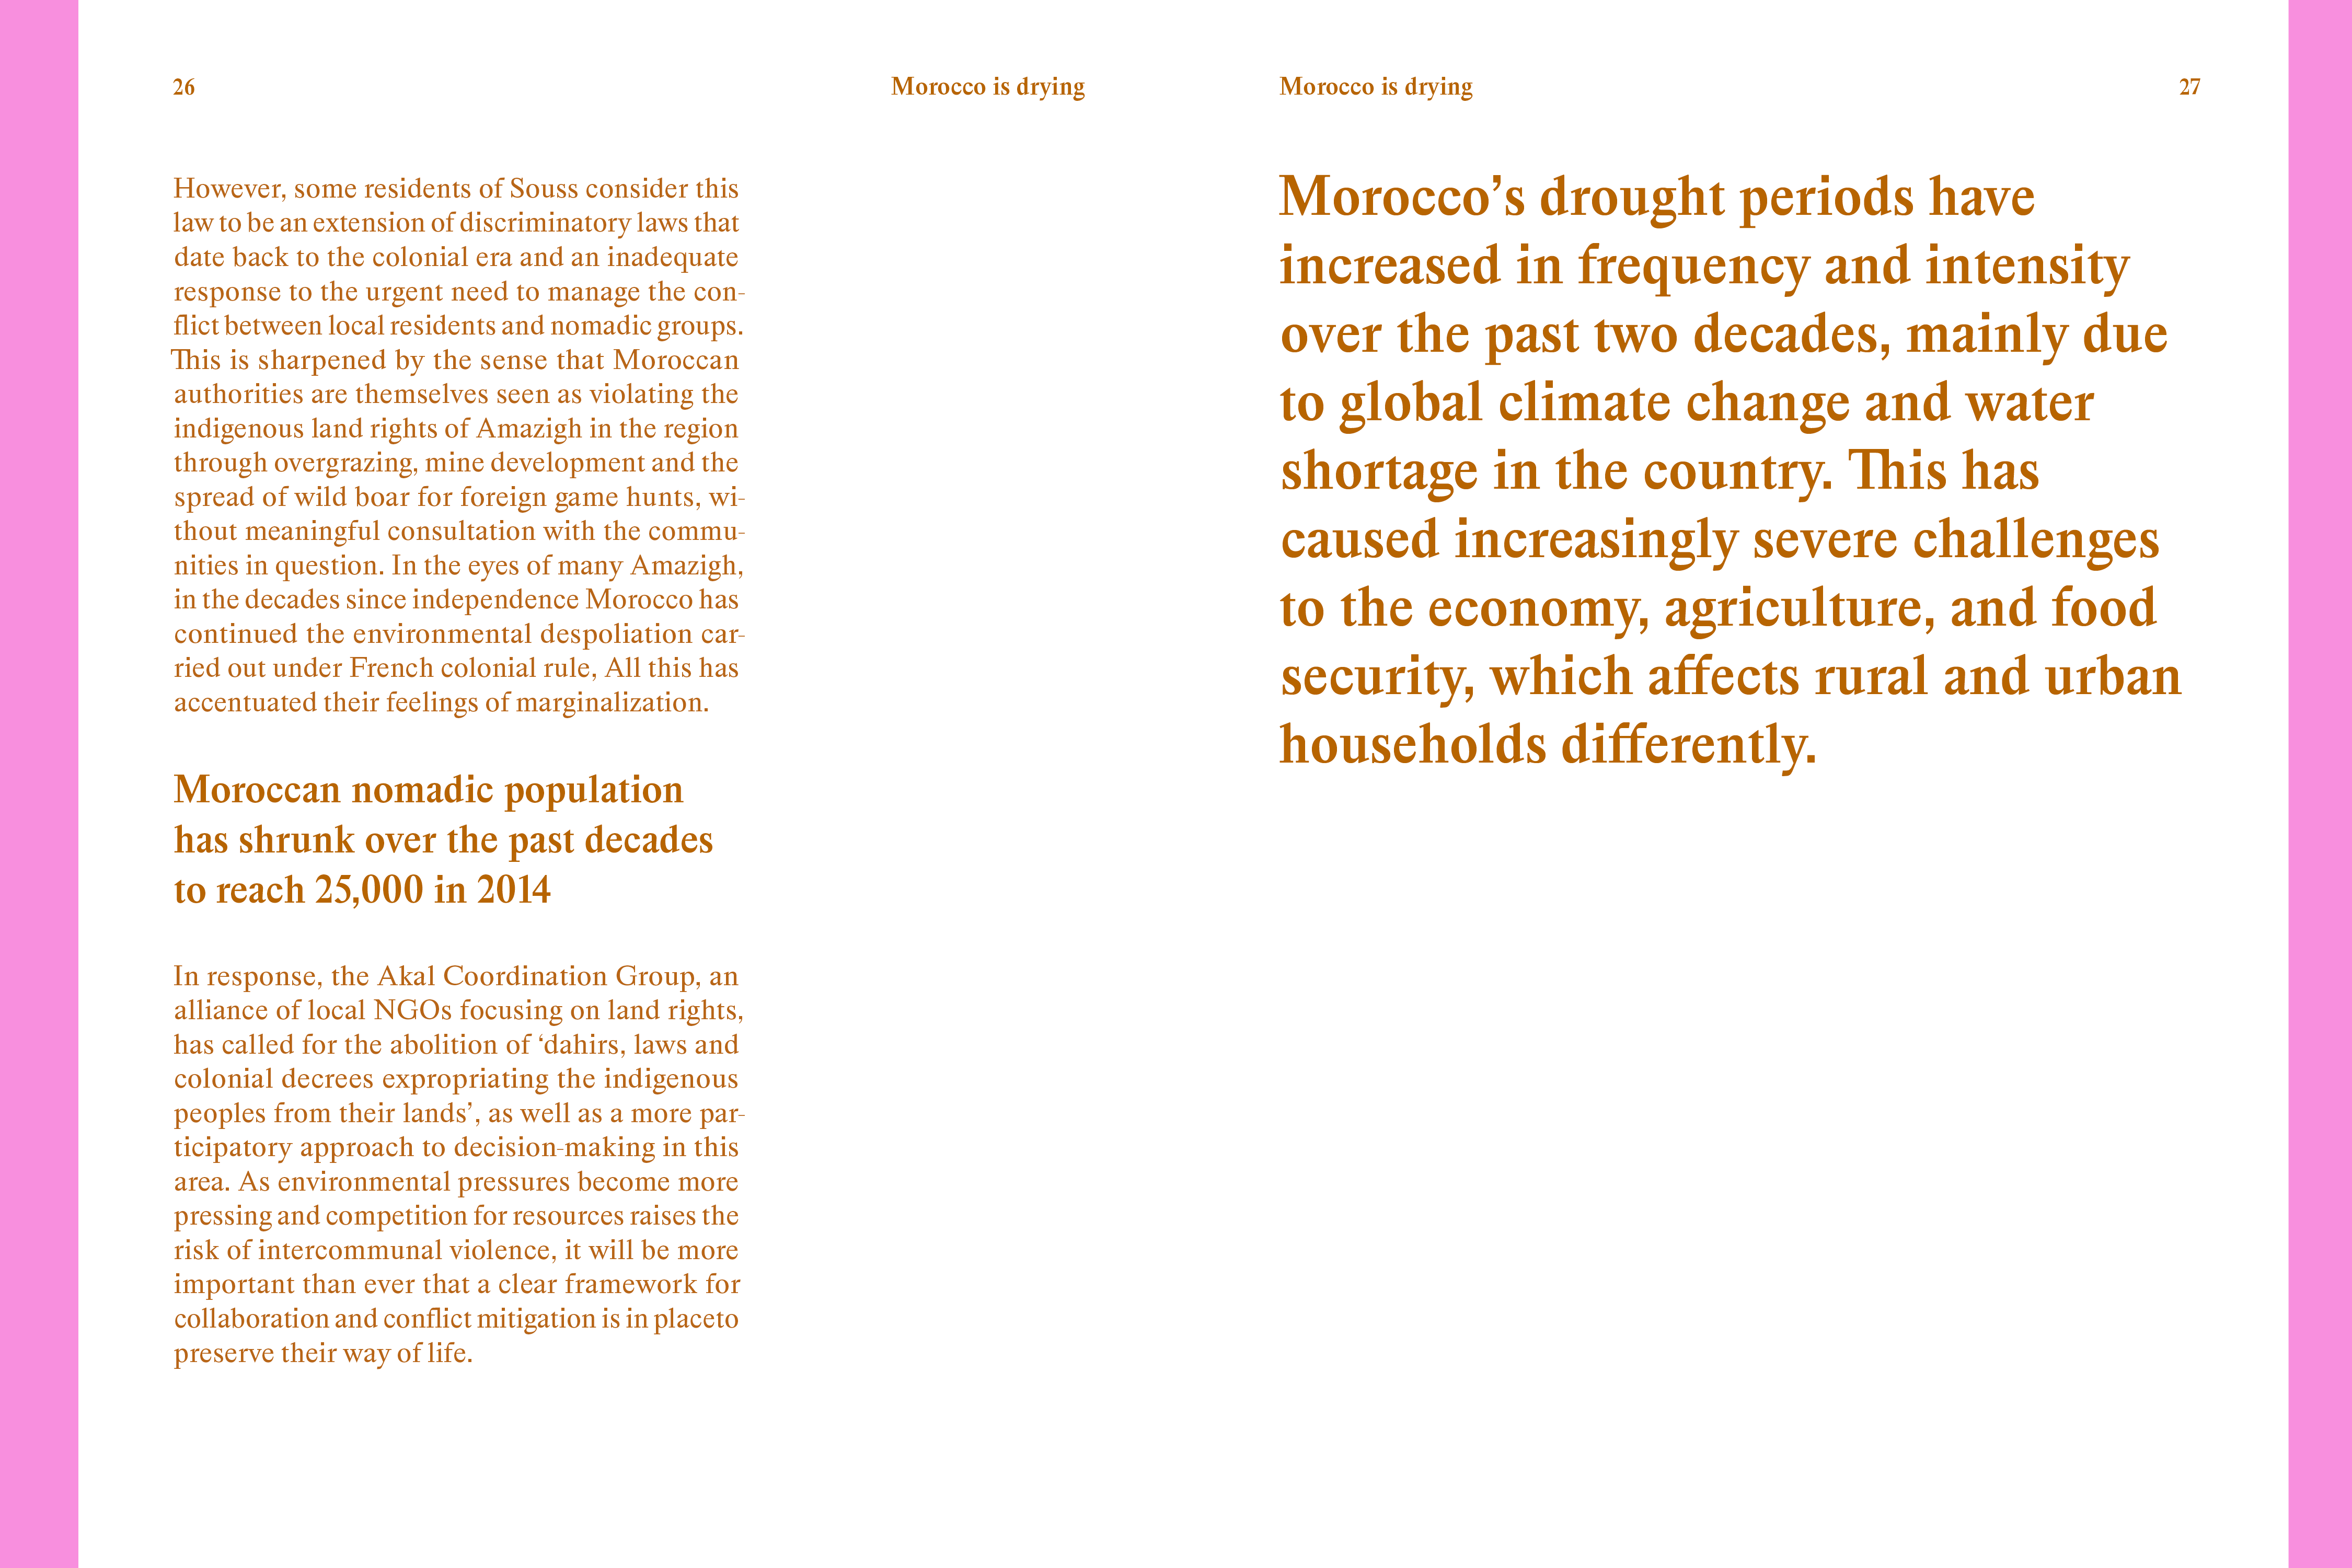 26
Morocco is drying
However, some residents of Souss consider this
law to be an extension of discriminatory laws that
date back to the colonial era and an inadequate
response to the urgent need to manage the con-
flict between local residents and nomadic groups.
This is sharpened by the sense that Moroccan
authorities are themselves seen as violating the
indigenous land rights of Amazigh in the region
through overgrazing, mine development and the
spread of wild boar for foreign game hunts, wi-
thout meaningful consultation with the commu-
nities in question. In the eyes of many Amazigh,
in the decades since independence Morocco has
continued the environmental despoliation car-
ried out under French colonial rule, All this has
accentuated their feelings of marginalization.
Moroccan nomadic population
has shrunk over the past decades
to reach 25,000 in 2014
In response, the Akal Coordination Group, an
alliance of local NGOs focusing on land rights,
has called for the abolition of ‘dahirs, laws and
colonial decrees expropriating the indigenous
peoples from their lands’, as well as a more par-
ticipatory approach to decision-making in this
area. As environmental pressures become more
pressing and competition for resources raises the
risk of intercommunal violence, it will be more
important than ever that a clear framework for
collaboration and conflict mitigation is in placeto
preserve their way of life.
Morocco is drying
27
Morocco’s drought periods have
increased in frequency and intensity
over the past two decades, mainly due
to global climate change and water
shortage in the country. This has
caused increasingly severe challenges
to the economy, agriculture, and food
security, which affects rural and urban
households differently.